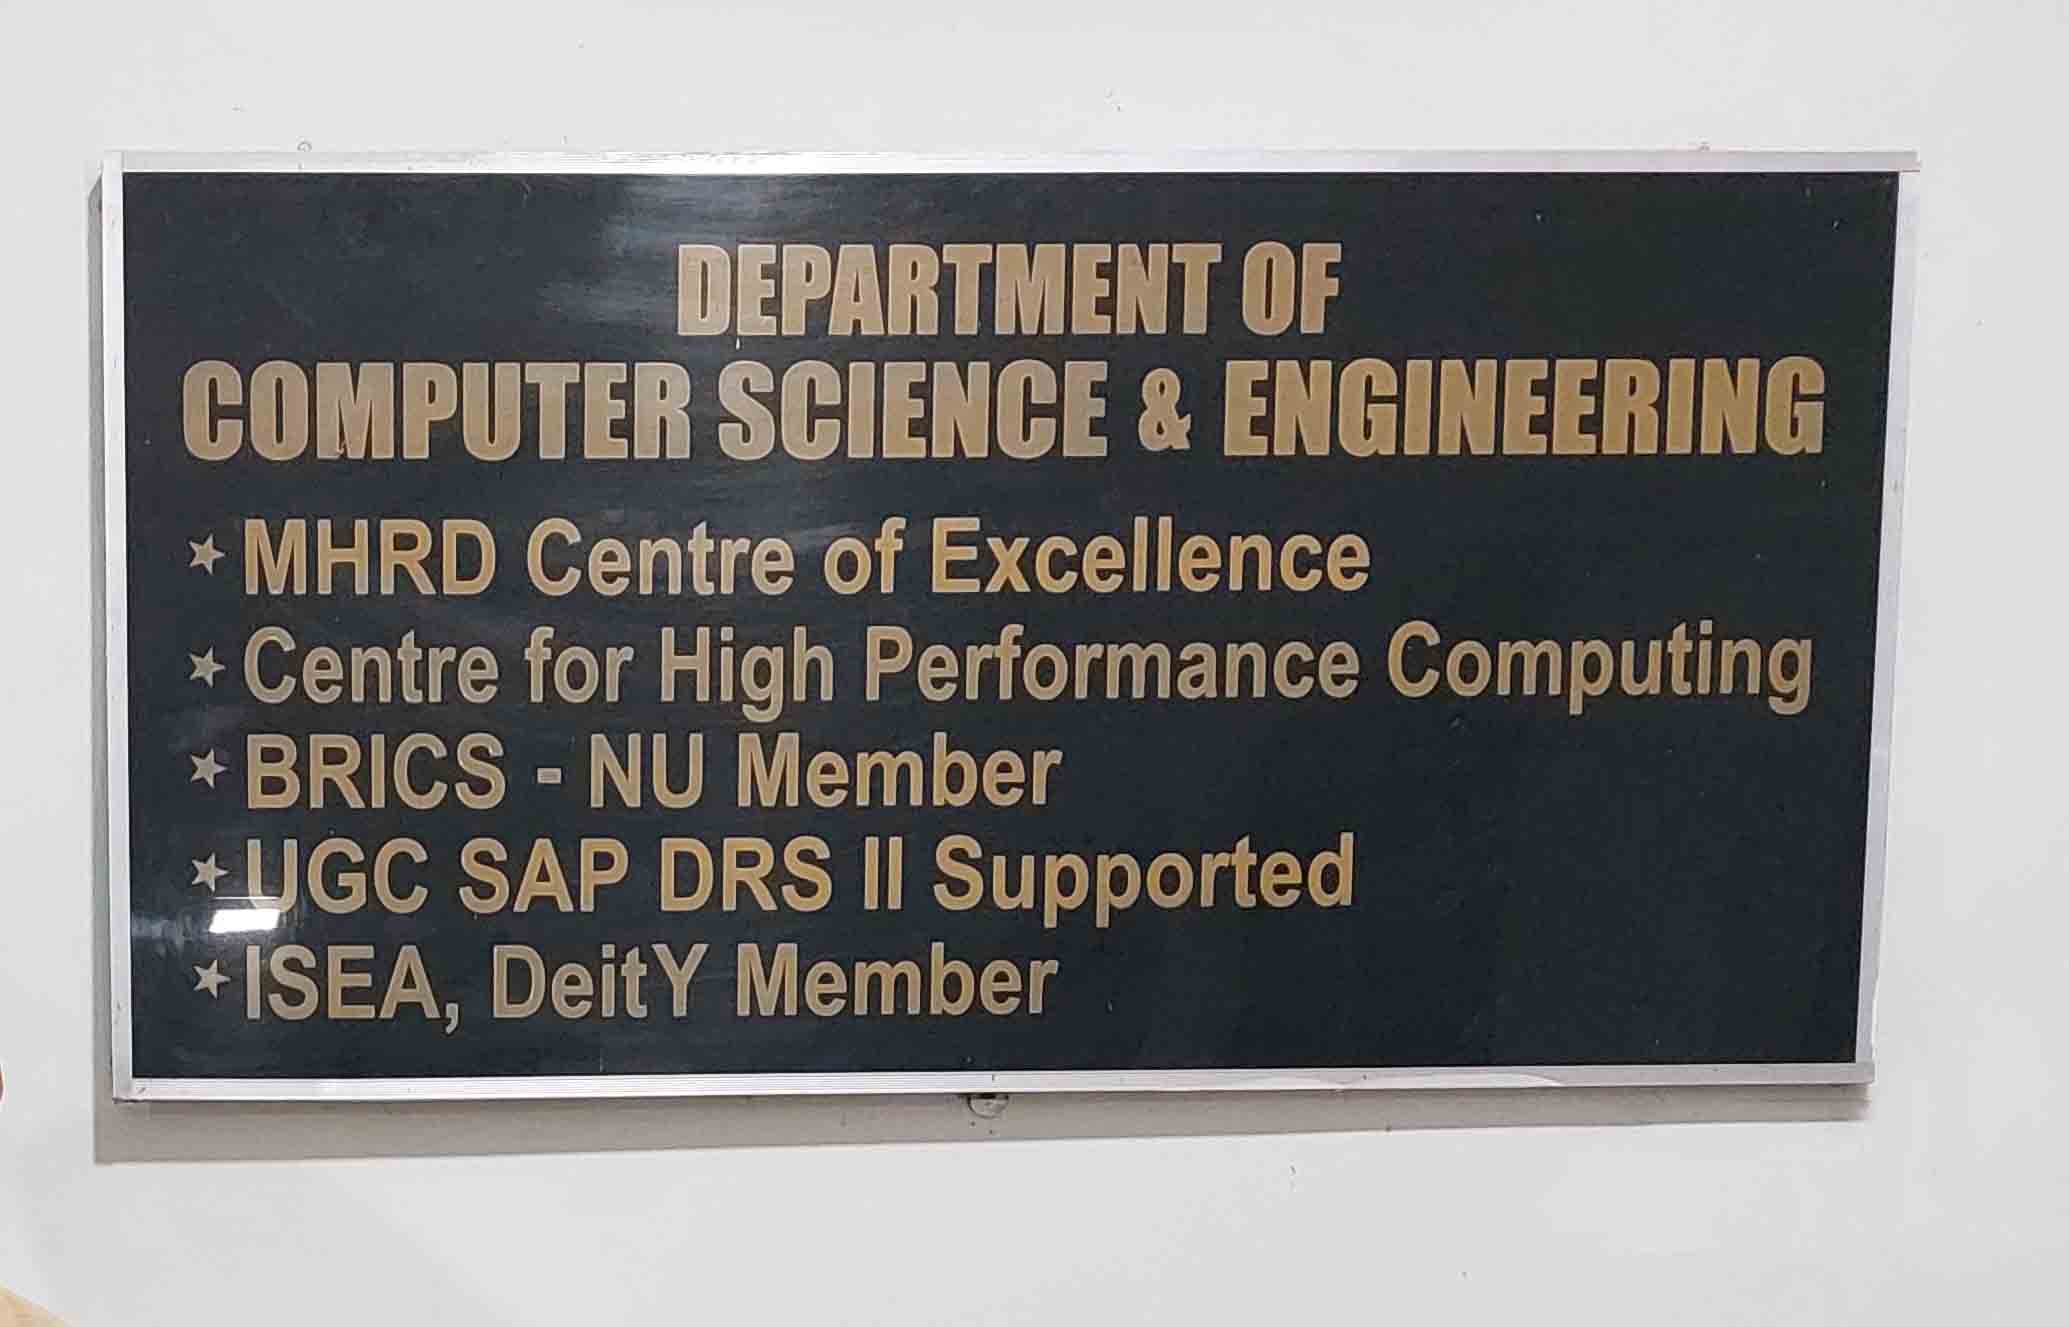 DEPARTMENT OF
COMPUTER SCIENCE & ENGINEERING
★ MHRD Centre of Excellence
★ Centre for High Performance Computing
★ BRICS - NU Member
★ UGC SAP DRS II Supported
★ ISEA, DeitY Member